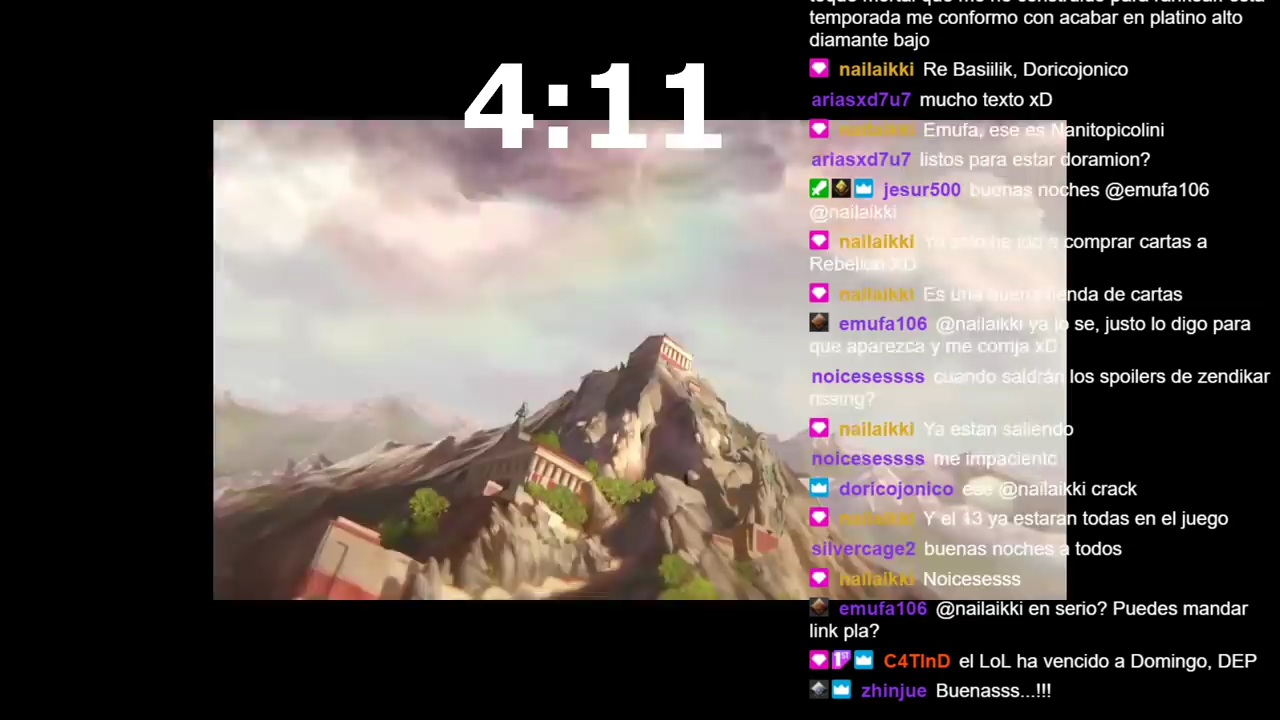 temporada me conformo con acabar en platino alto
diamante bajo
4:11
nailaikki Re Basiilik, Doricojonico
ariasxd7u7 mucho texto xD
nailaikki Emufa, ese es Nanitopicolini
ariasxd7u7 listos para estar doramion?
jesur500 buenas noches @emufa106
@nailaikki
nailaikki Yo solo he ido a comprar cartas a
Rebellion XD
nailaikki Es una buena tienda de cartas
emufa106 @nailaikki ya lo se, justo lo digo para
que aparezca y me corrija xD
noicesessss cuando saldrán los spoilers de zendikar
rissing?
nailaikki Ya estan saliendo
noicesessss me impaciento
doricojonico ese @nailaikki crack
nailaikki Y el 13 ya estaran todas en el juego
silvercage2 buenas noches a todos
nailaikki Noicesesss
emufa106 @nailaikki en serio? Puedes mandar
link pla?
1ST C4TInD el LoL ha vencido a Domingo, DEP
zhinjue Buenasss...!!!